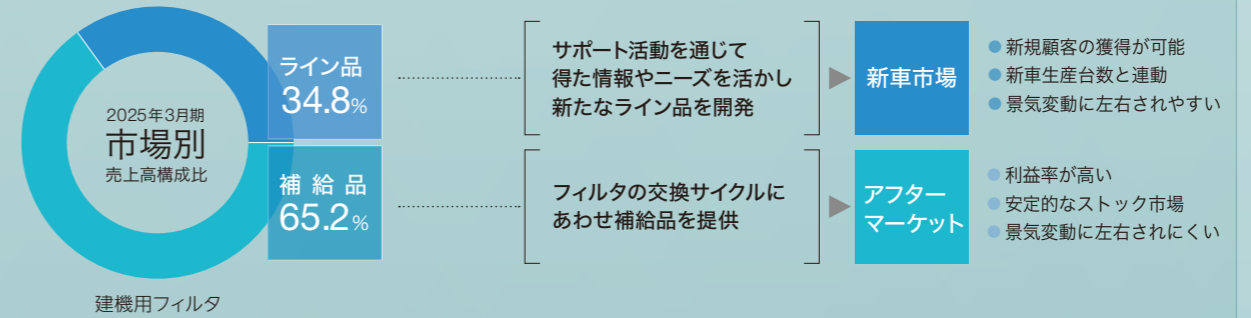 2025年3月期
市場別
売上高構成比
建機用フィルタ
ライン品
34.8%
サポート活動を通じて
得た情報やニーズを活かし
新たなライン品を開発
新車市場
新規顧客の獲得が可能
新車生産台数と連動
景気変動に左右されやすい
補給品
65.2%
フィルタの交換サイクルに
あわせ補給品を提供
アフター
マーケット
利益率が高い
安定的なストック市場
景気変動に左右されにくい